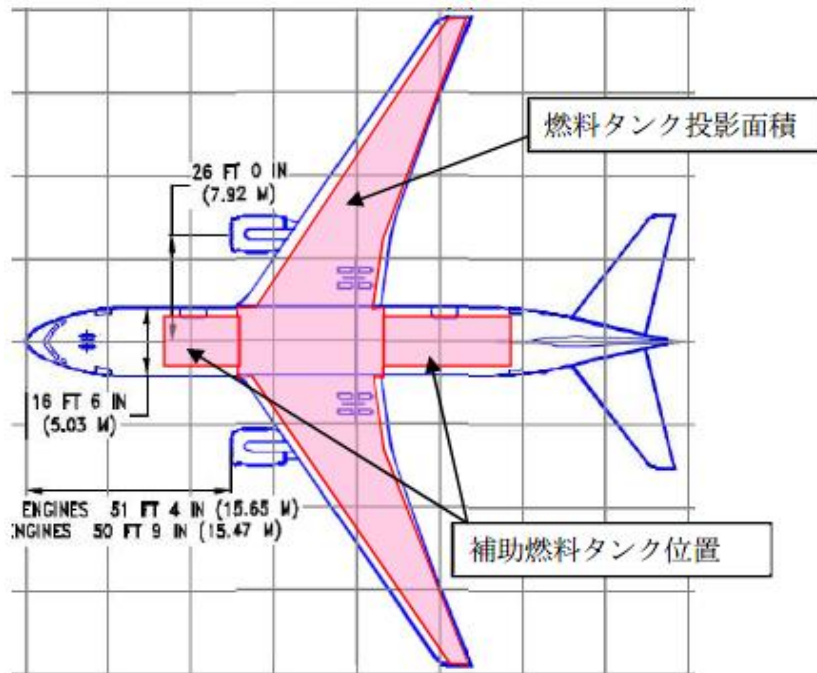 燃料タンク投影面積
26 FT 0 IN
(7.92 M)
16 FT 6 IN
(5.03 M)
ENGINES 51 FT 4 IN (15.65 M)
NGINES 50 FT 9 IN (15.47 M)
補助燃料タンク位置